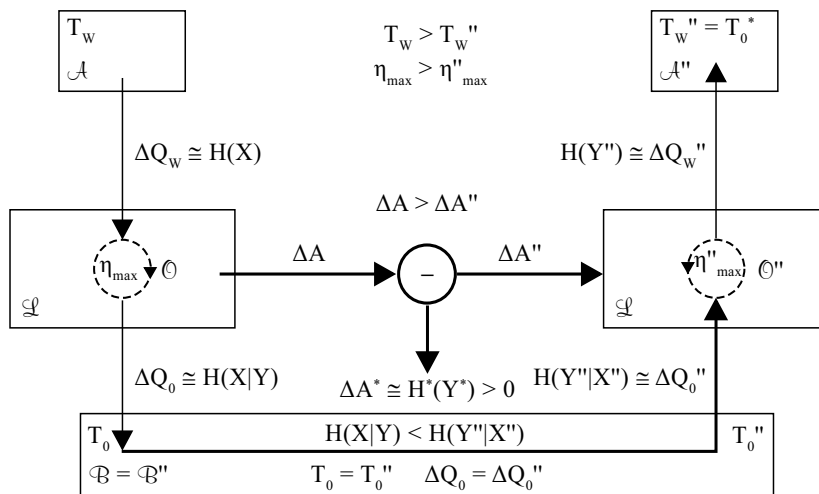 T_W
𝒜
T_W > T_W"
η_max > η"_max
T_W" = T_0^*
𝒜"
ΔQ_W ≅ H(X)
H(Y") ≅ ΔQ_W"
ΔA > ΔA"
η_max
𝒪
ℒ
ΔA
–
ΔA"
η"_max
𝒪"
ℒ
ΔQ_0 ≅ H(X|Y)
ΔA^* ≅ H^*(Y^*) > 0
H(Y"|X") ≅ ΔQ_0"
T_0
H(X|Y) < H(Y"|X")
T_0"
ℬ = ℬ"
T_0 = T_0" ΔQ_0 = ΔQ_0"